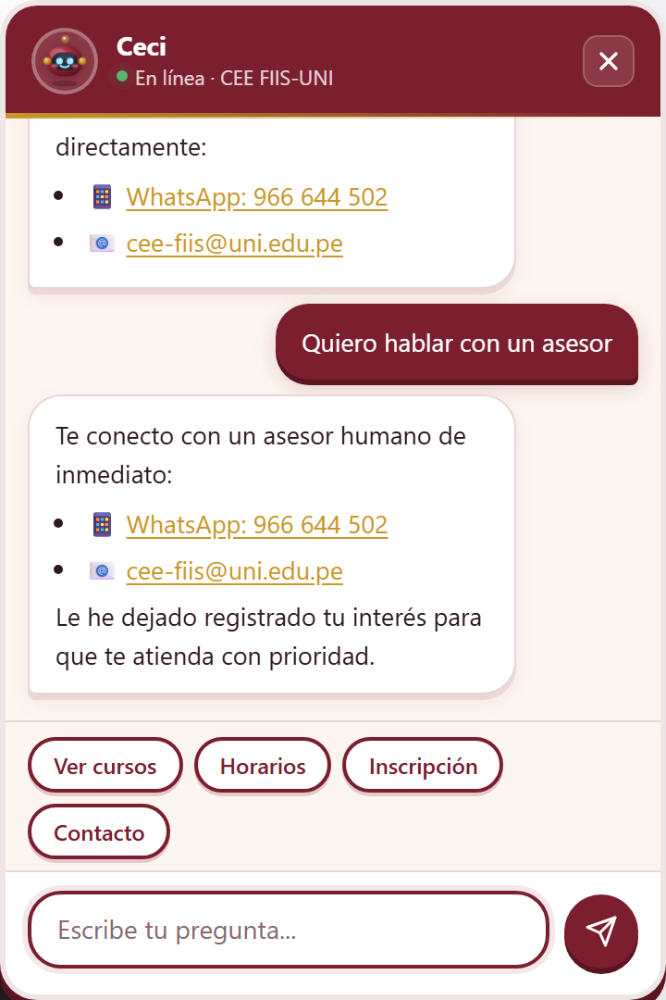 Ceci
En línea · CEE FIIS-UNI
directamente:
WhatsApp: 966 644 502
cee-fiis@uni.edu.pe
Quiero hablar con un asesor
Te conecto con un asesor humano de
inmediato:
WhatsApp: 966 644 502
cee-fiis@uni.edu.pe
Le he dejado registrado tu interés para
que te atienda con prioridad.
Ver cursos
Horarios
Inscripción
Contacto
Escribe tu pregunta...